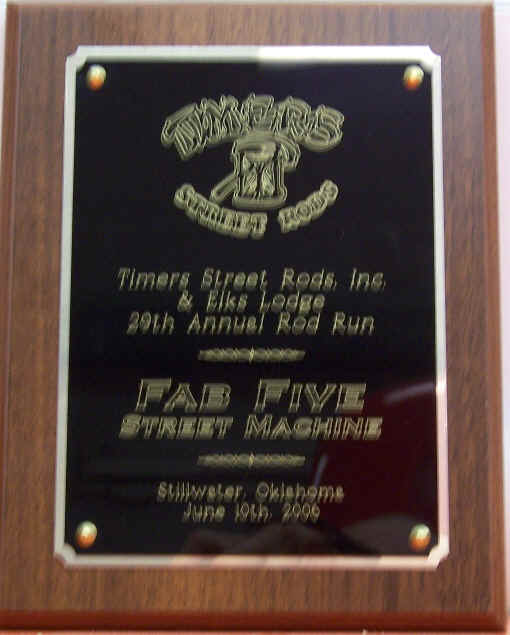 TIMERS
STREET RODS
Timers Street Rods, Inc.
& Elks Lodge
29th Annual Rod Run
FAB FIVE
STREET MACHINE
Stillwater, Oklahoma
June 10th, 2006